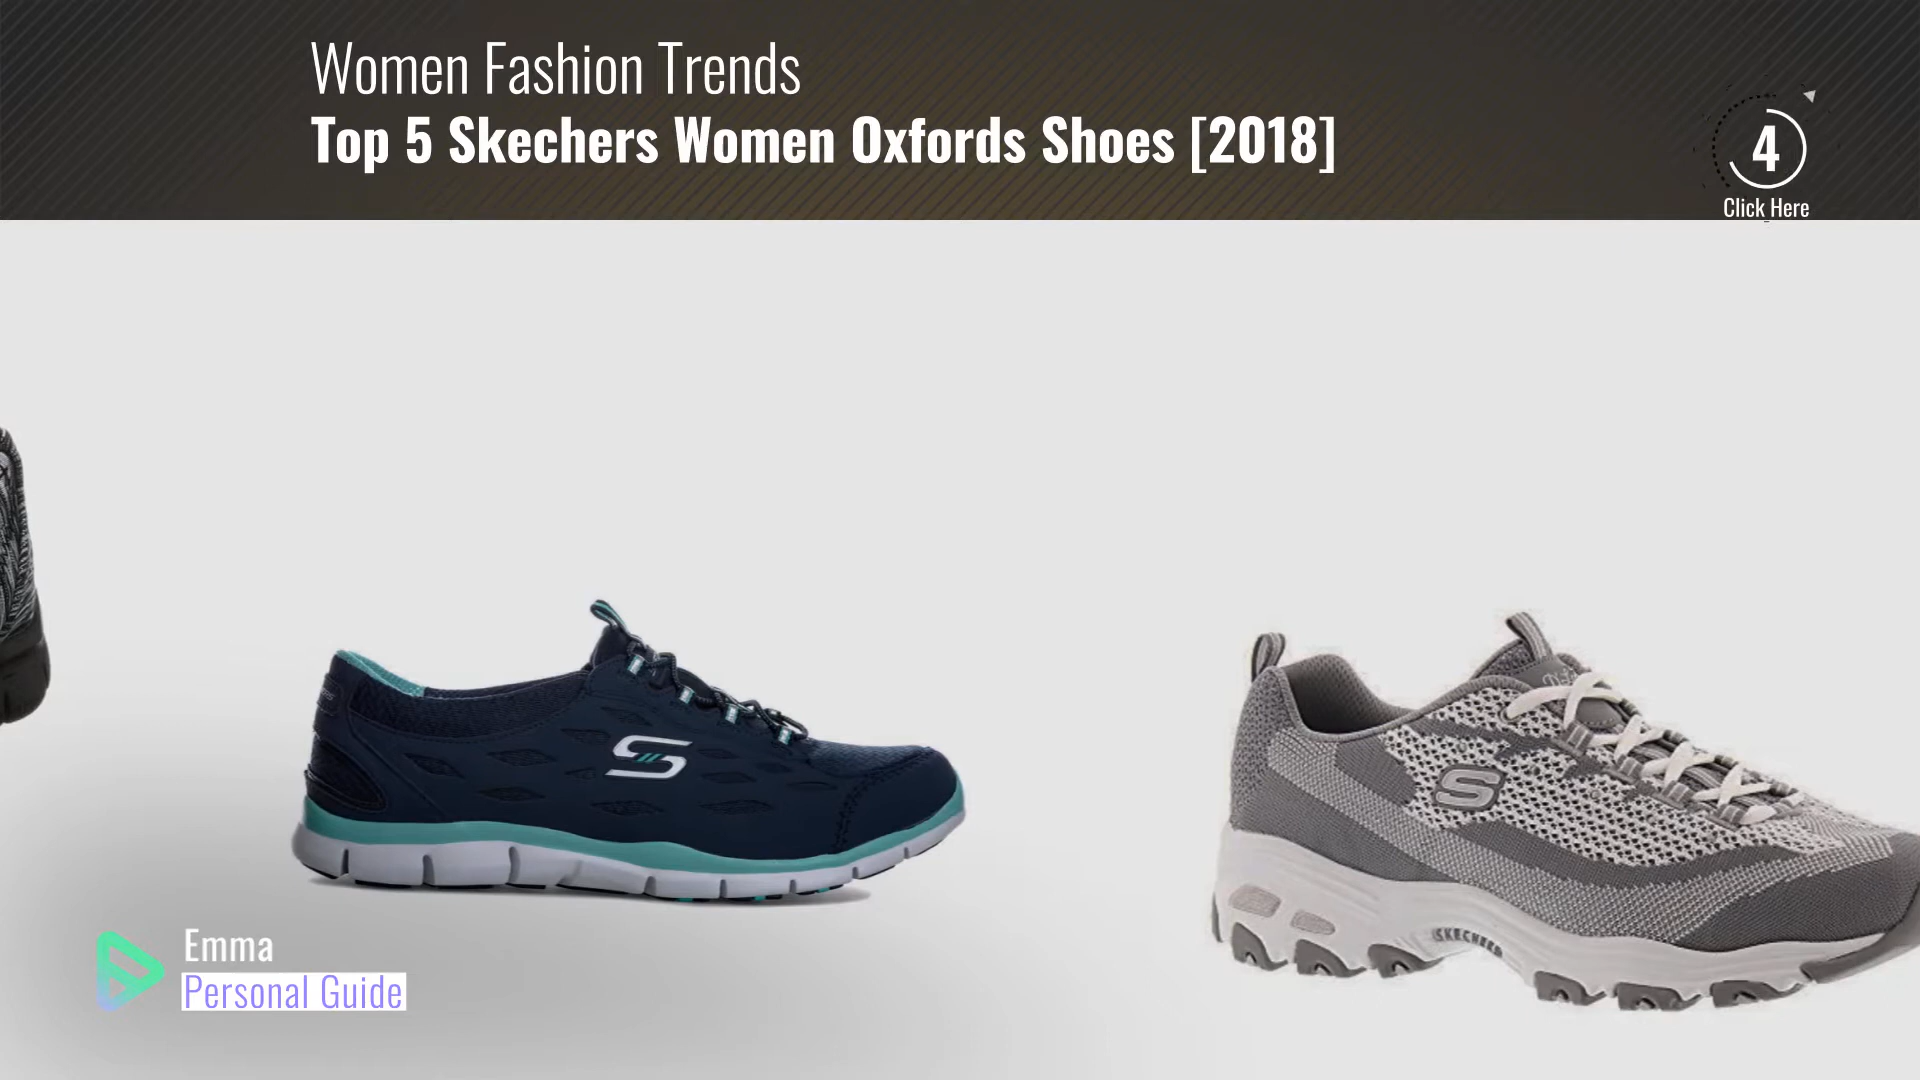 Women Fashion Trends
Top 5 Skechers Women Oxfords Shoes [2018]
4
Click Here
S
S
SKECHERS
Emma
Personal Guide